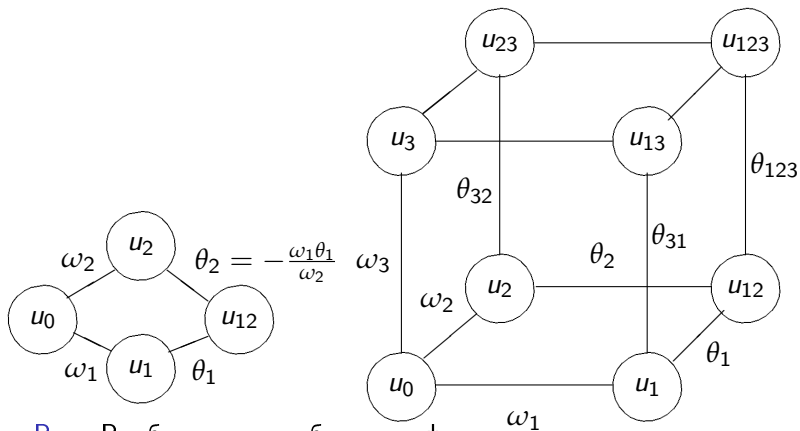 u₂₃ u₁₂₃
u₃ u₁₃
θ₃₂ θ₁₂₃
θ₃₁
u₂ ω₂ θ₂ = −ω₁θ₁/ω₂ ω₃ θ₂
u₀ u₁₂ ω₂ u₂ u₁₂
ω₁ u₁ θ₁ θ₁
u₀ u₁
ω₁